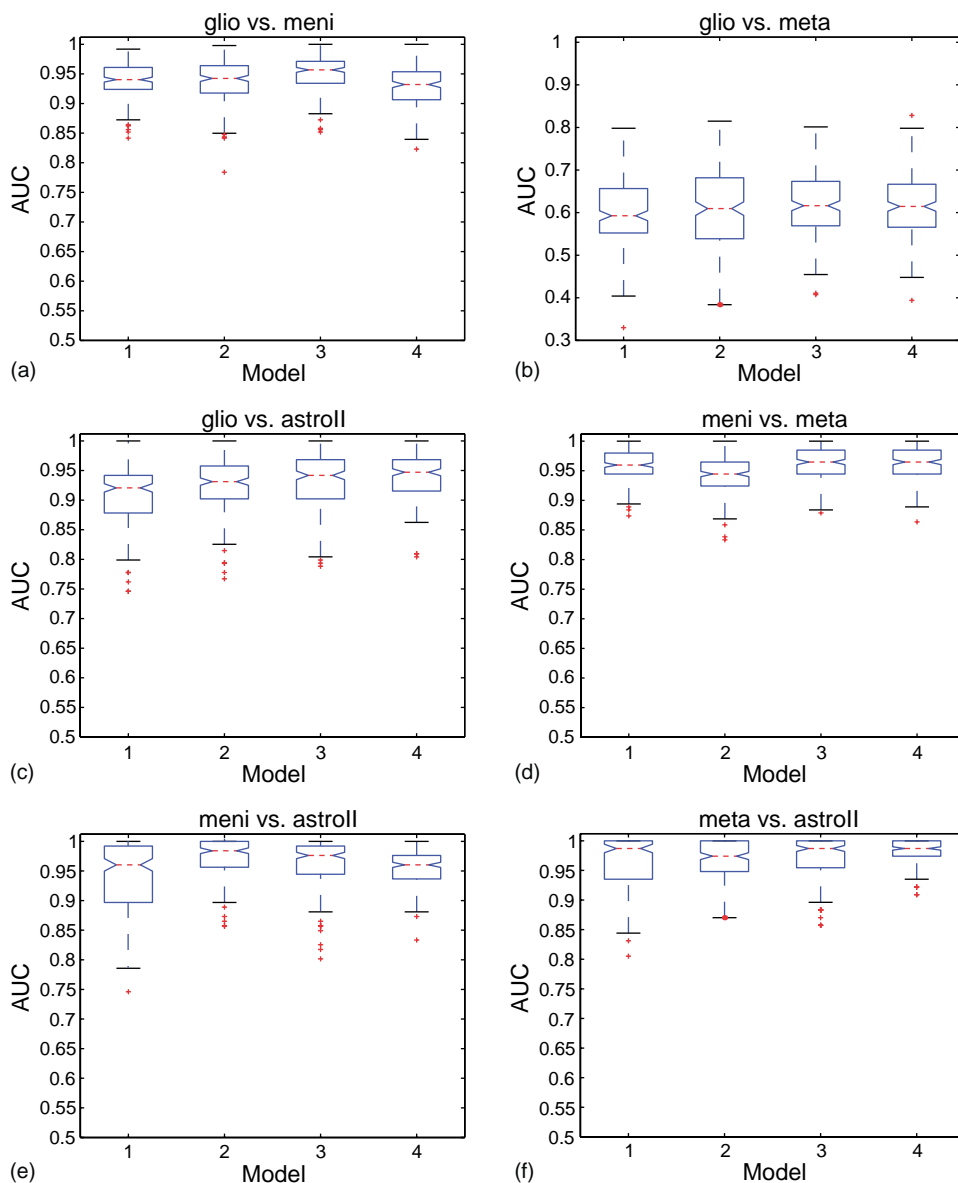 glio vs. meni
1
0.95
0.9
0.85
0.8
0.75
0.7
0.65
0.6
0.55
0.5
AUC
1 2 3 4
Model
(a)
glio vs. meta
1
0.9
0.8
0.7
0.6
0.5
0.4
0.3
AUC
1 2 3 4
Model
(b)
glio vs. astroII
1
0.95
0.9
0.85
0.8
0.75
0.7
0.65
0.6
0.55
0.5
AUC
1 2 3 4
Model
(c)
meni vs. meta
1
0.95
0.9
0.85
0.8
0.75
0.7
0.65
0.6
0.55
0.5
AUC
1 2 3 4
Model
(d)
meni vs. astroII
1
0.95
0.9
0.85
0.8
0.75
0.7
0.65
0.6
0.55
0.5
AUC
1 2 3 4
Model
(e)
meta vs. astroII
1
0.95
0.9
0.85
0.8
0.75
0.7
0.65
0.6
0.55
0.5
AUC
1 2 3 4
Model
(f)